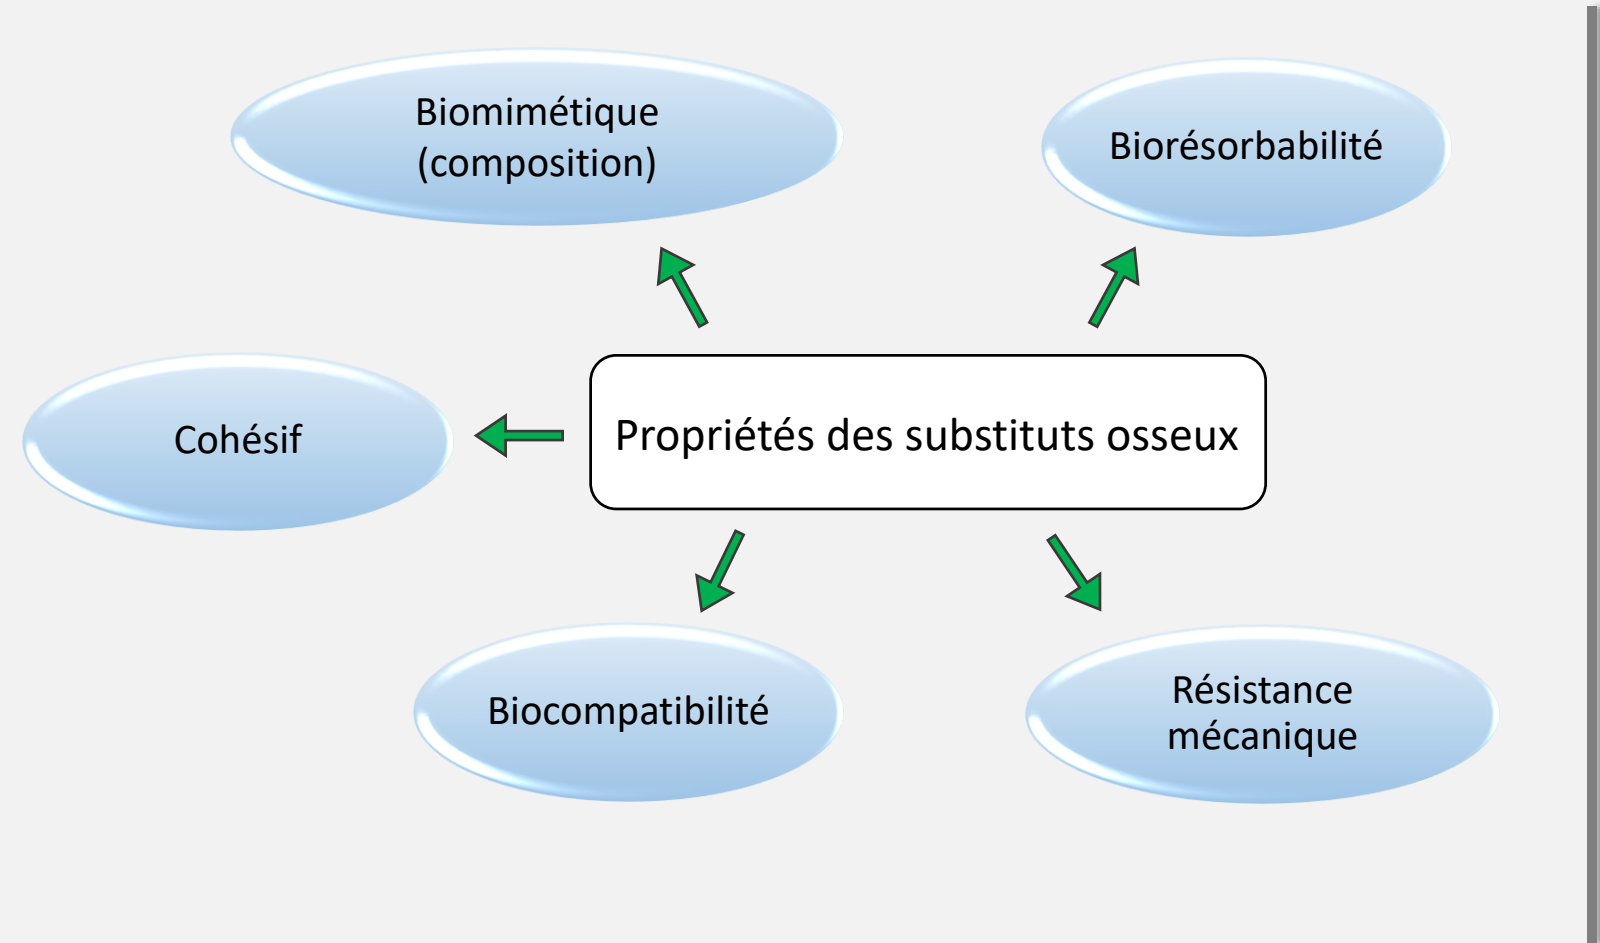 Biomimétique
(composition)
Biorésorbabilité
Cohésif
Propriétés des substituts osseux
Biocompatibilité
Résistance
mécanique